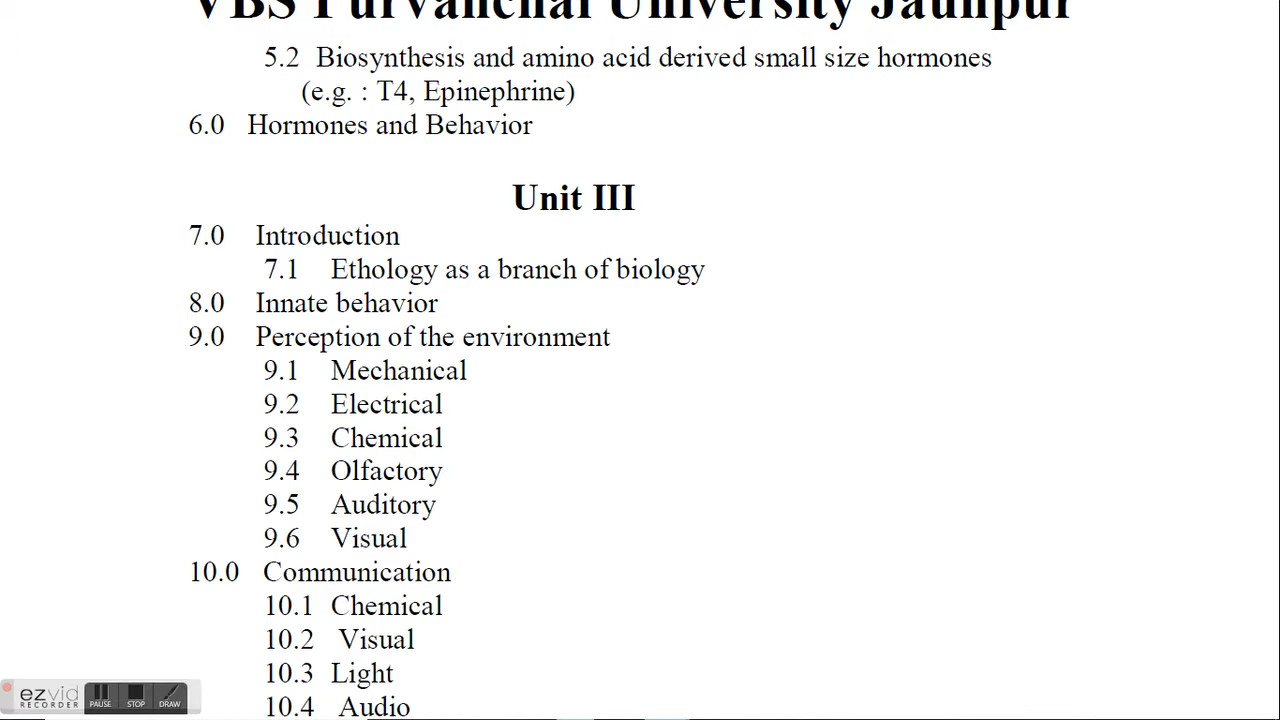 VBS Purvanchal University Jaunpur
5.2 Biosynthesis and amino acid derived small size hormones
(e.g. : T4, Epinephrine)
6.0 Hormones and Behavior
Unit III
7.0 Introduction
7.1 Ethology as a branch of biology
8.0 Innate behavior
9.0 Perception of the environment
9.1 Mechanical
9.2 Electrical
9.3 Chemical
9.4 Olfactory
9.5 Auditory
9.6 Visual
10.0 Communication
10.1 Chemical
10.2 Visual
10.3 Light
10.4 Audio
ezvid
RECORDER
PAUSE STOP DRAW